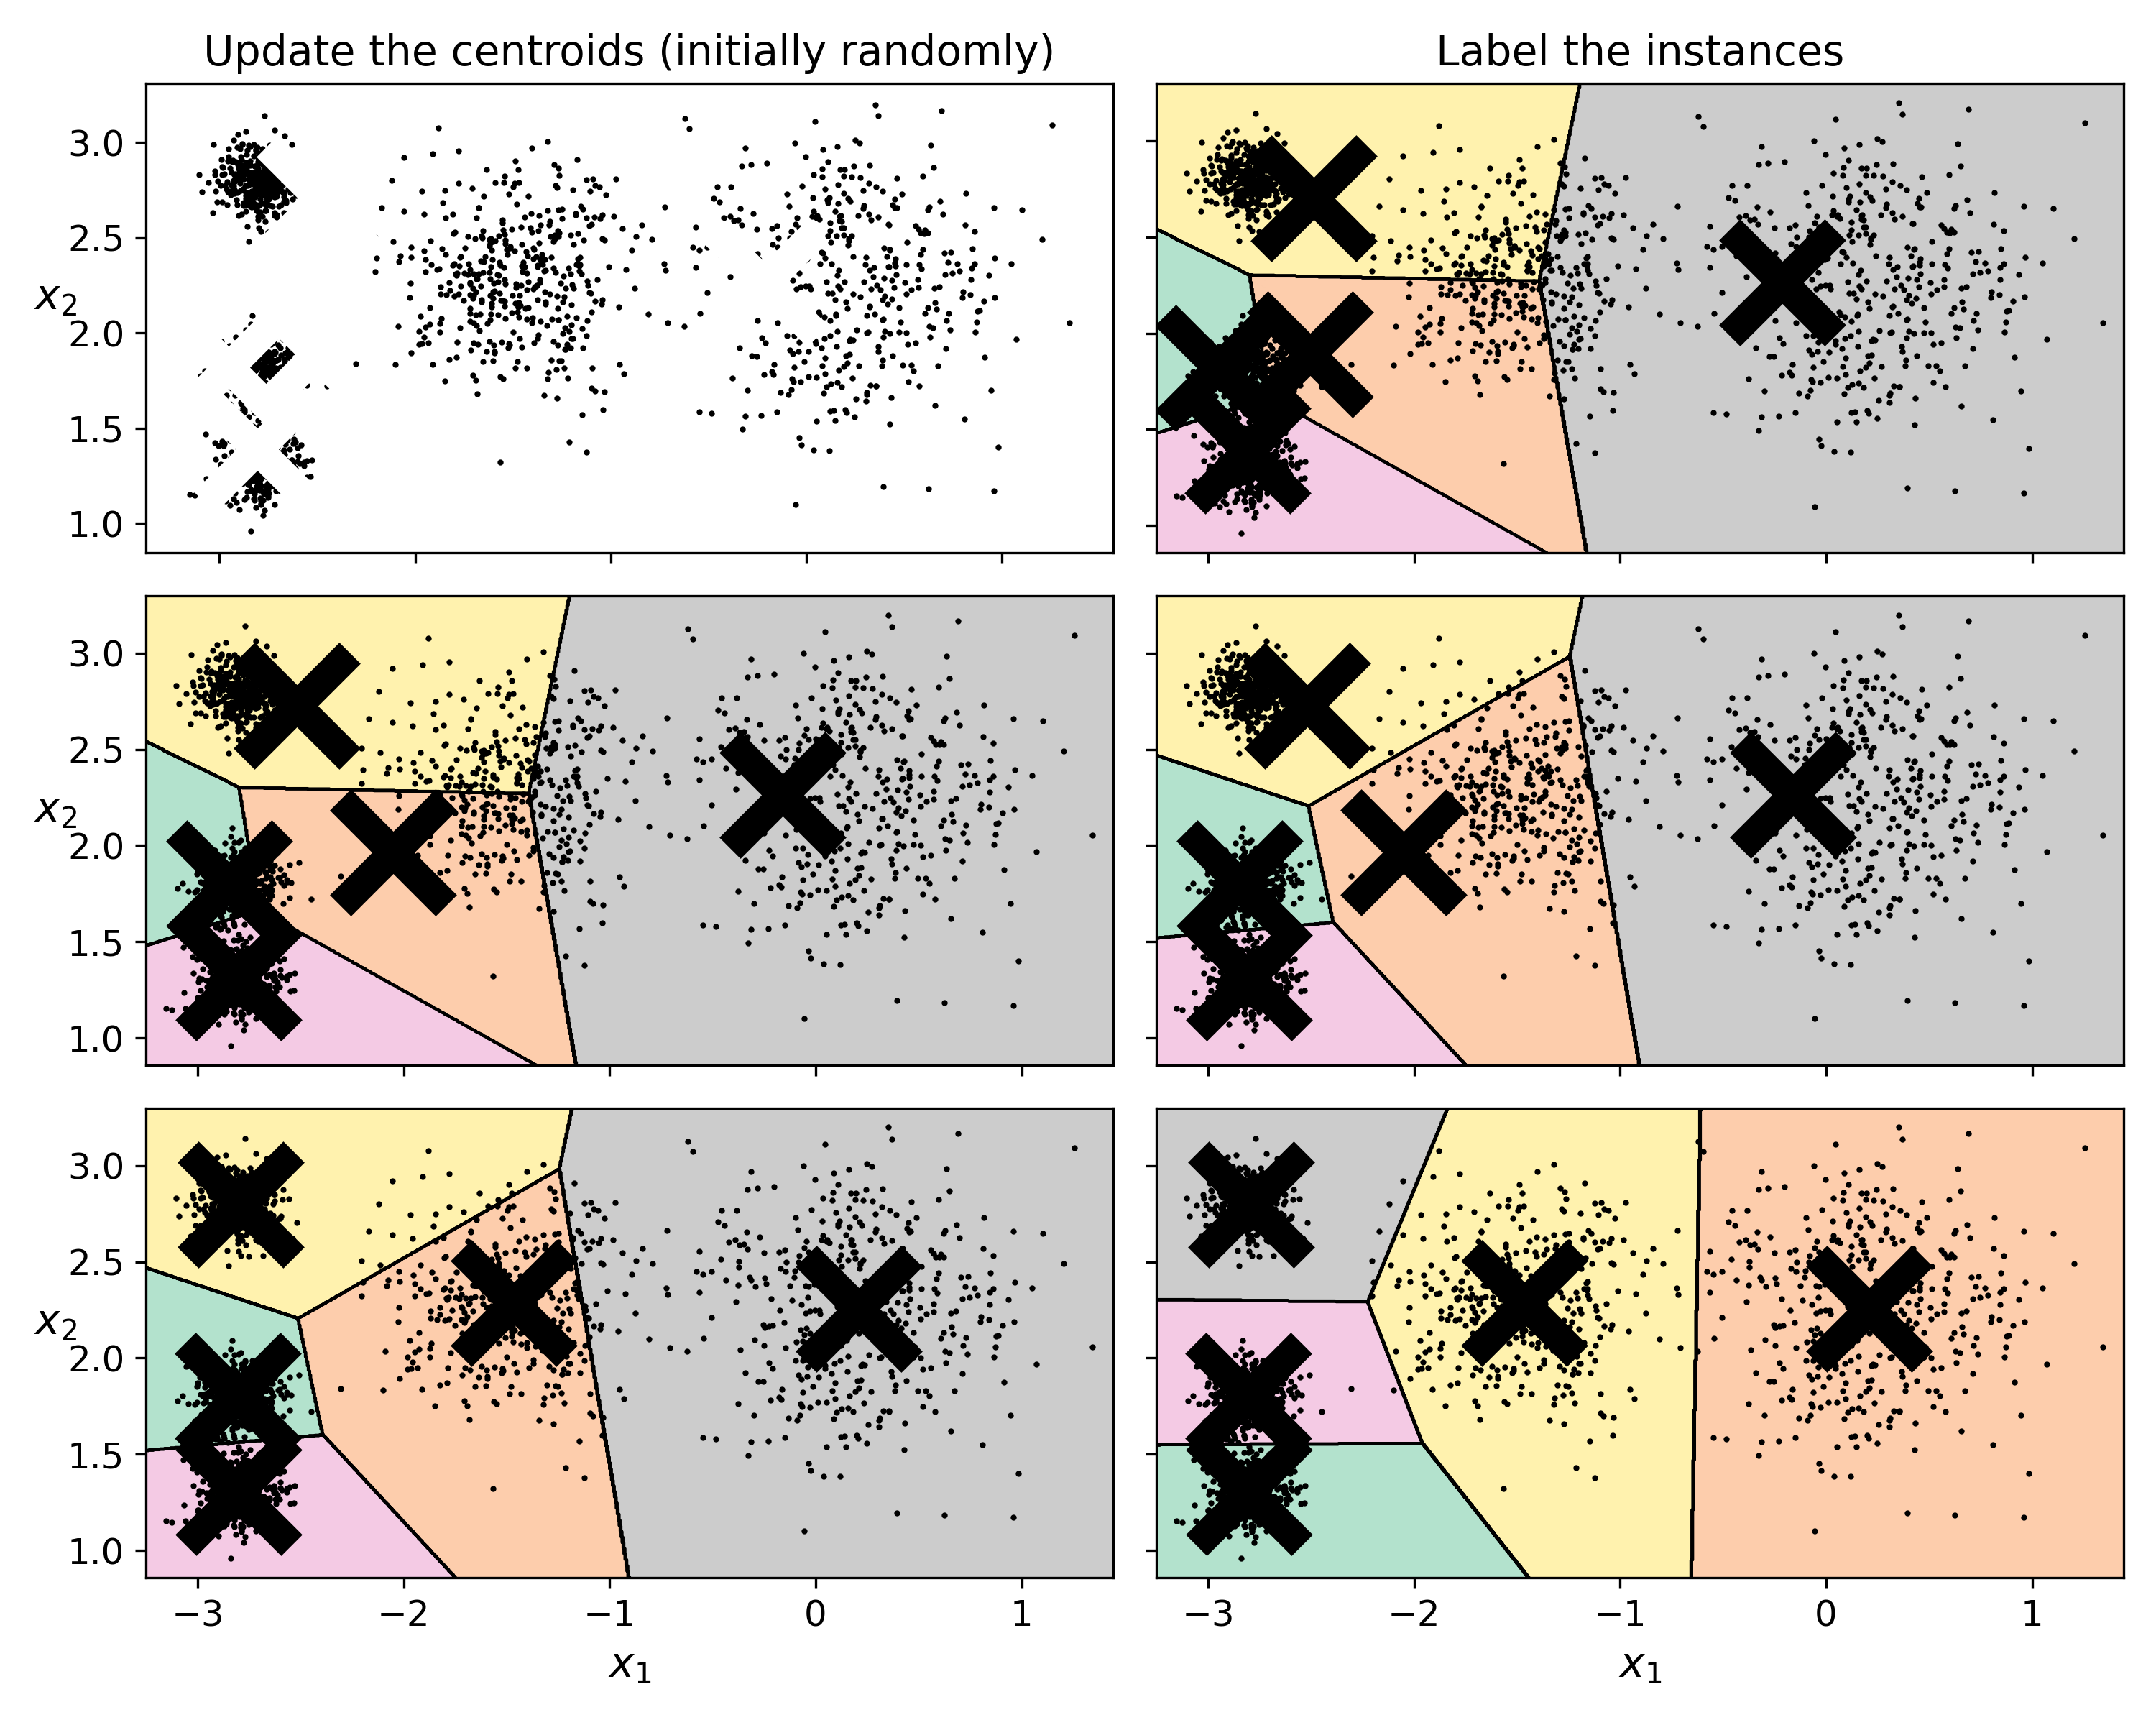 Update the centroids (initially randomly)
Label the instances
3.0
2.5
x₂
2.0
1.5
1.0
3.0
2.5
x₂
2.0
1.5
1.0
3.0
2.5
x₂
2.0
1.5
1.0
−3 −2 −1 0 1
−3 −2 −1 0 1
x₁
x₁